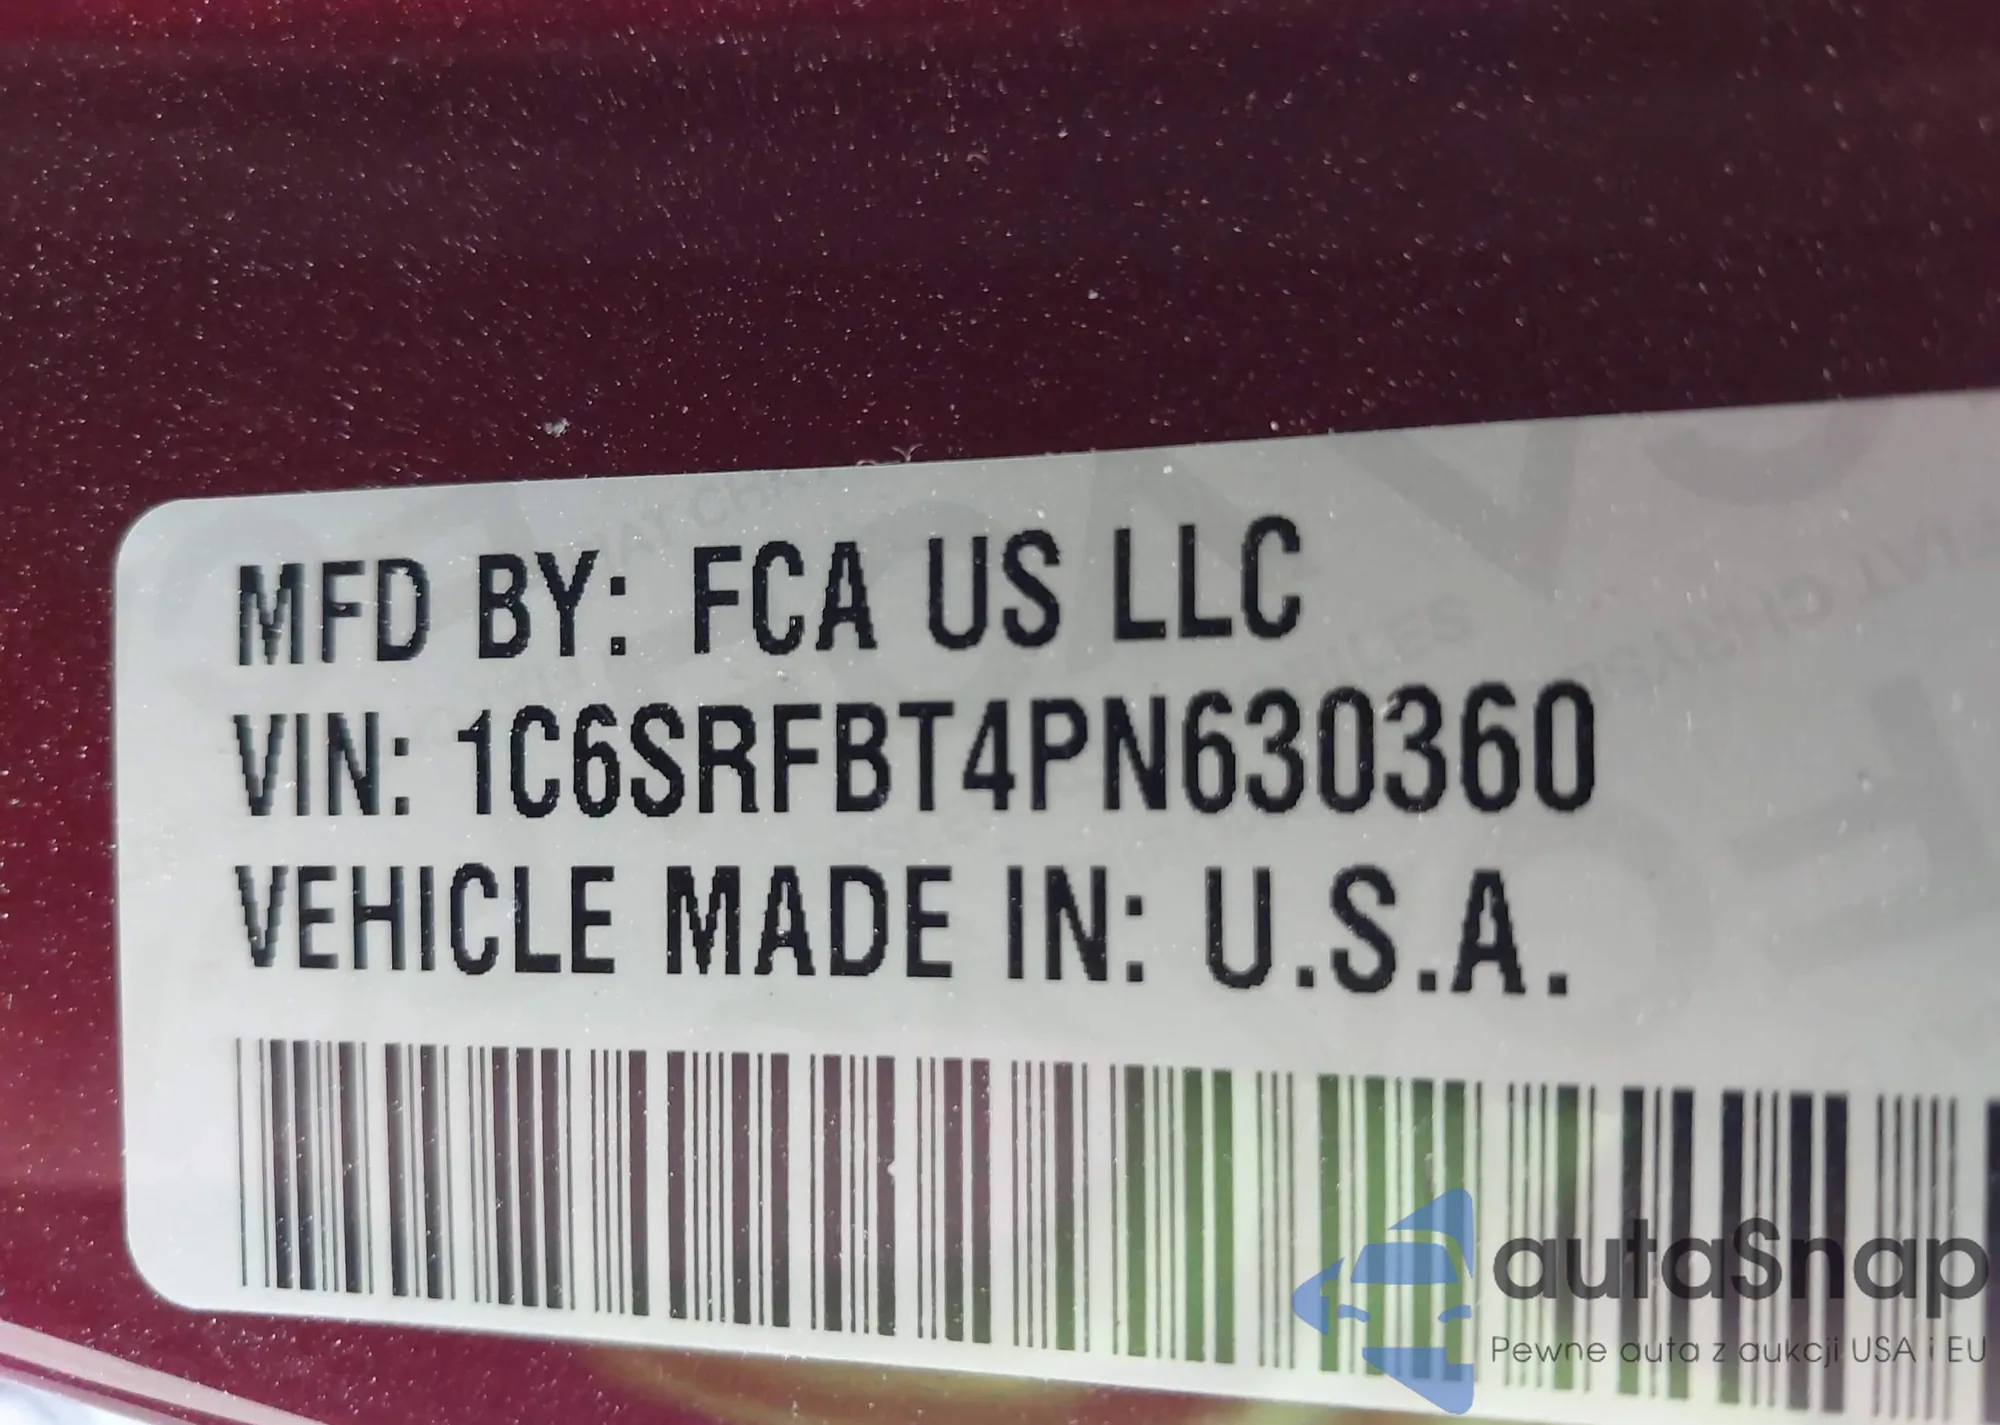 MFD BY: FCA US LLC
VIN: 1C6SRFBT4PN630360
VEHICLE MADE IN: U.S.A.
autaSnap
Pewne auta z aukcji USA i EU